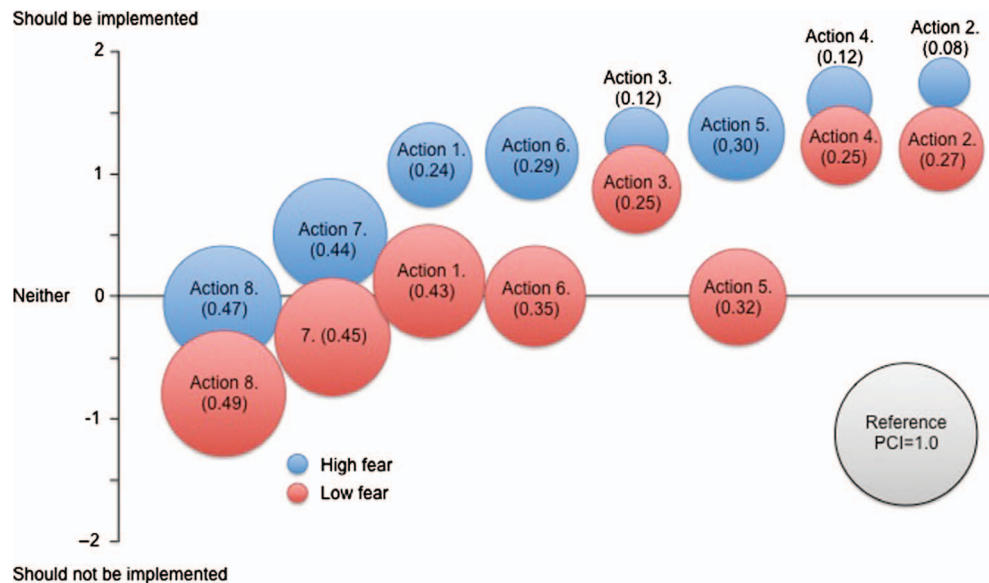 Should be implemented
2
Action 4.
(0.12)
Action 2.
(0.08)
Action 3.
(0.12)
Action 5.
(0,30)
Action 1.
(0.24)
Action 6.
(0.29)
Action 4.
(0.25)
Action 2.
(0.27)
1
Action 3.
(0.25)
Action 7.
(0.44)
Action 1.
(0.43)
Neither
0
Action 8.
(0.47)
Action 6.
(0.35)
Action 5.
(0.32)
7. (0.45)
Action 8.
(0.49)
-1
Reference
PCI=1.0
High fear
Low fear
–2
Should not be implemented